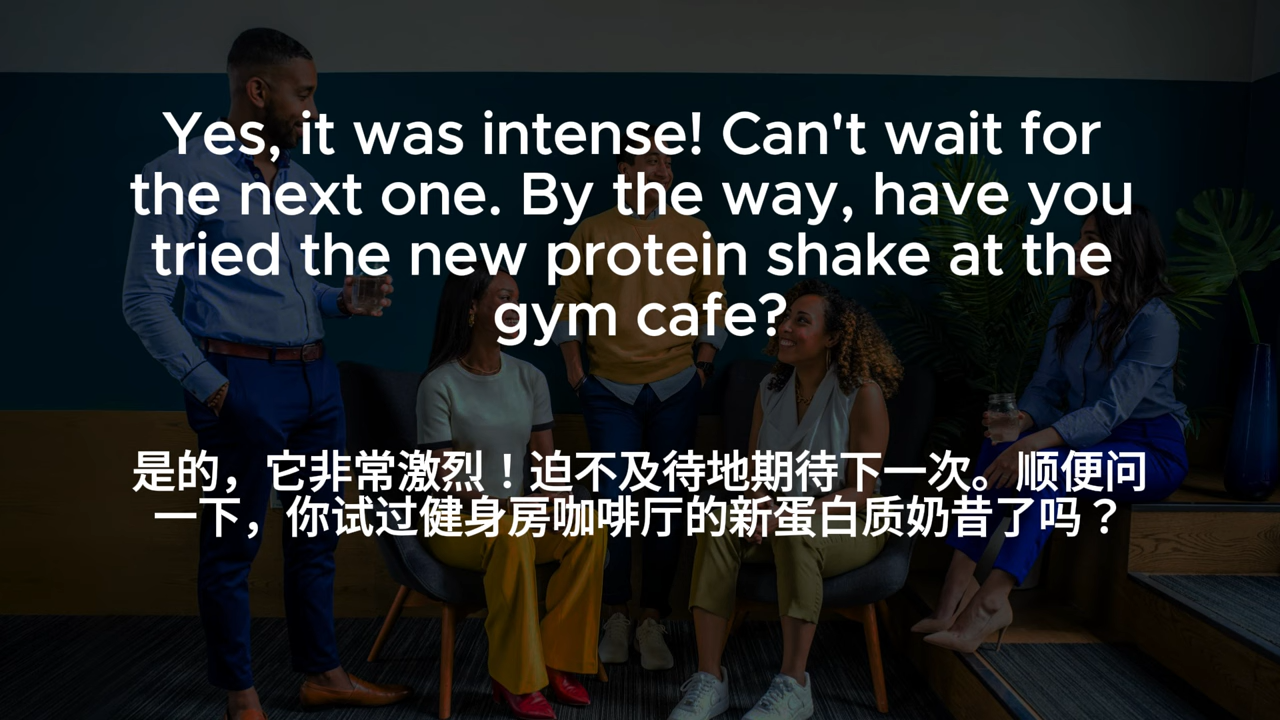 Yes, it was intense! Can't wait for
the next one. By the way, have you
tried the new protein shake at the
gym cafe?
是的，它非常激烈！迫不及待地期待下一次。顺便问
一下，你试过健身房咖啡厅的新蛋白质奶昔了吗？